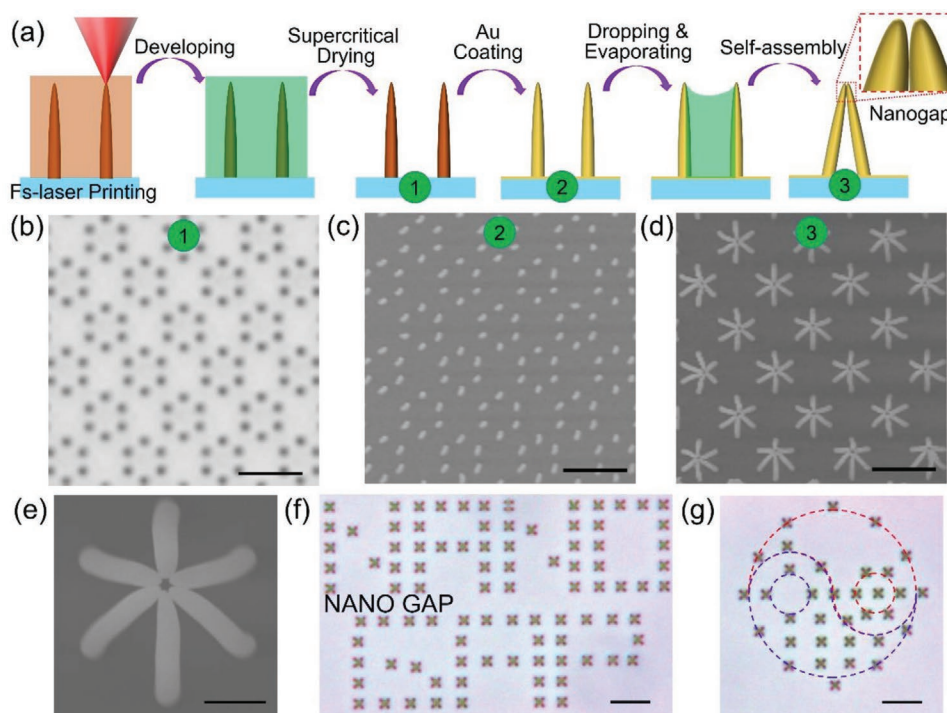 (a)
Developing
Supercritical
Drying
Au
Coating
Dropping &
Evaporating
Self-assembly
Nanogap
Fs-laser Printing
1
2
3
(b)
1
(c)
2
(d)
3
(e)
(f)
NANO GAP
(g)